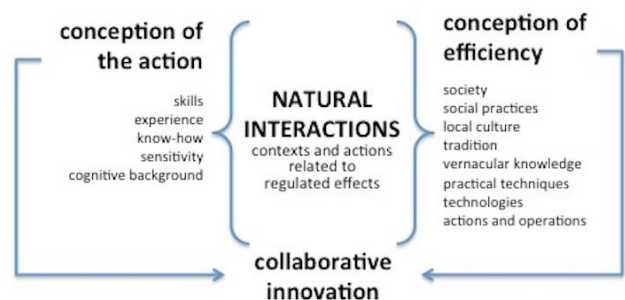 conception of
the action
skills
experience
know-how
sensitivity
cognitive background
NATURAL
INTERACTIONS
contexts and actions
related to
regulated effects
conception of
efficiency
society
social practices
local culture
tradition
vernacular knowledge
practical techniques
technologies
actions and operations
collaborative
innovation